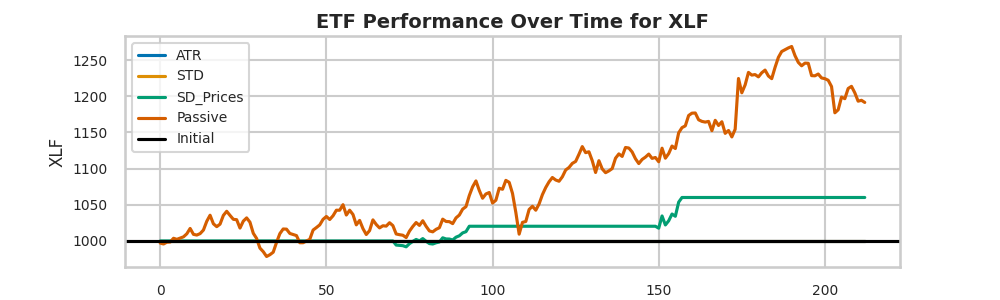 ETF Performance Over Time for XLF
ATR
STD
SD_Prices
Passive
Initial
XLF
1250
1200
1150
1100
1050
1000
0 50 100 150 200